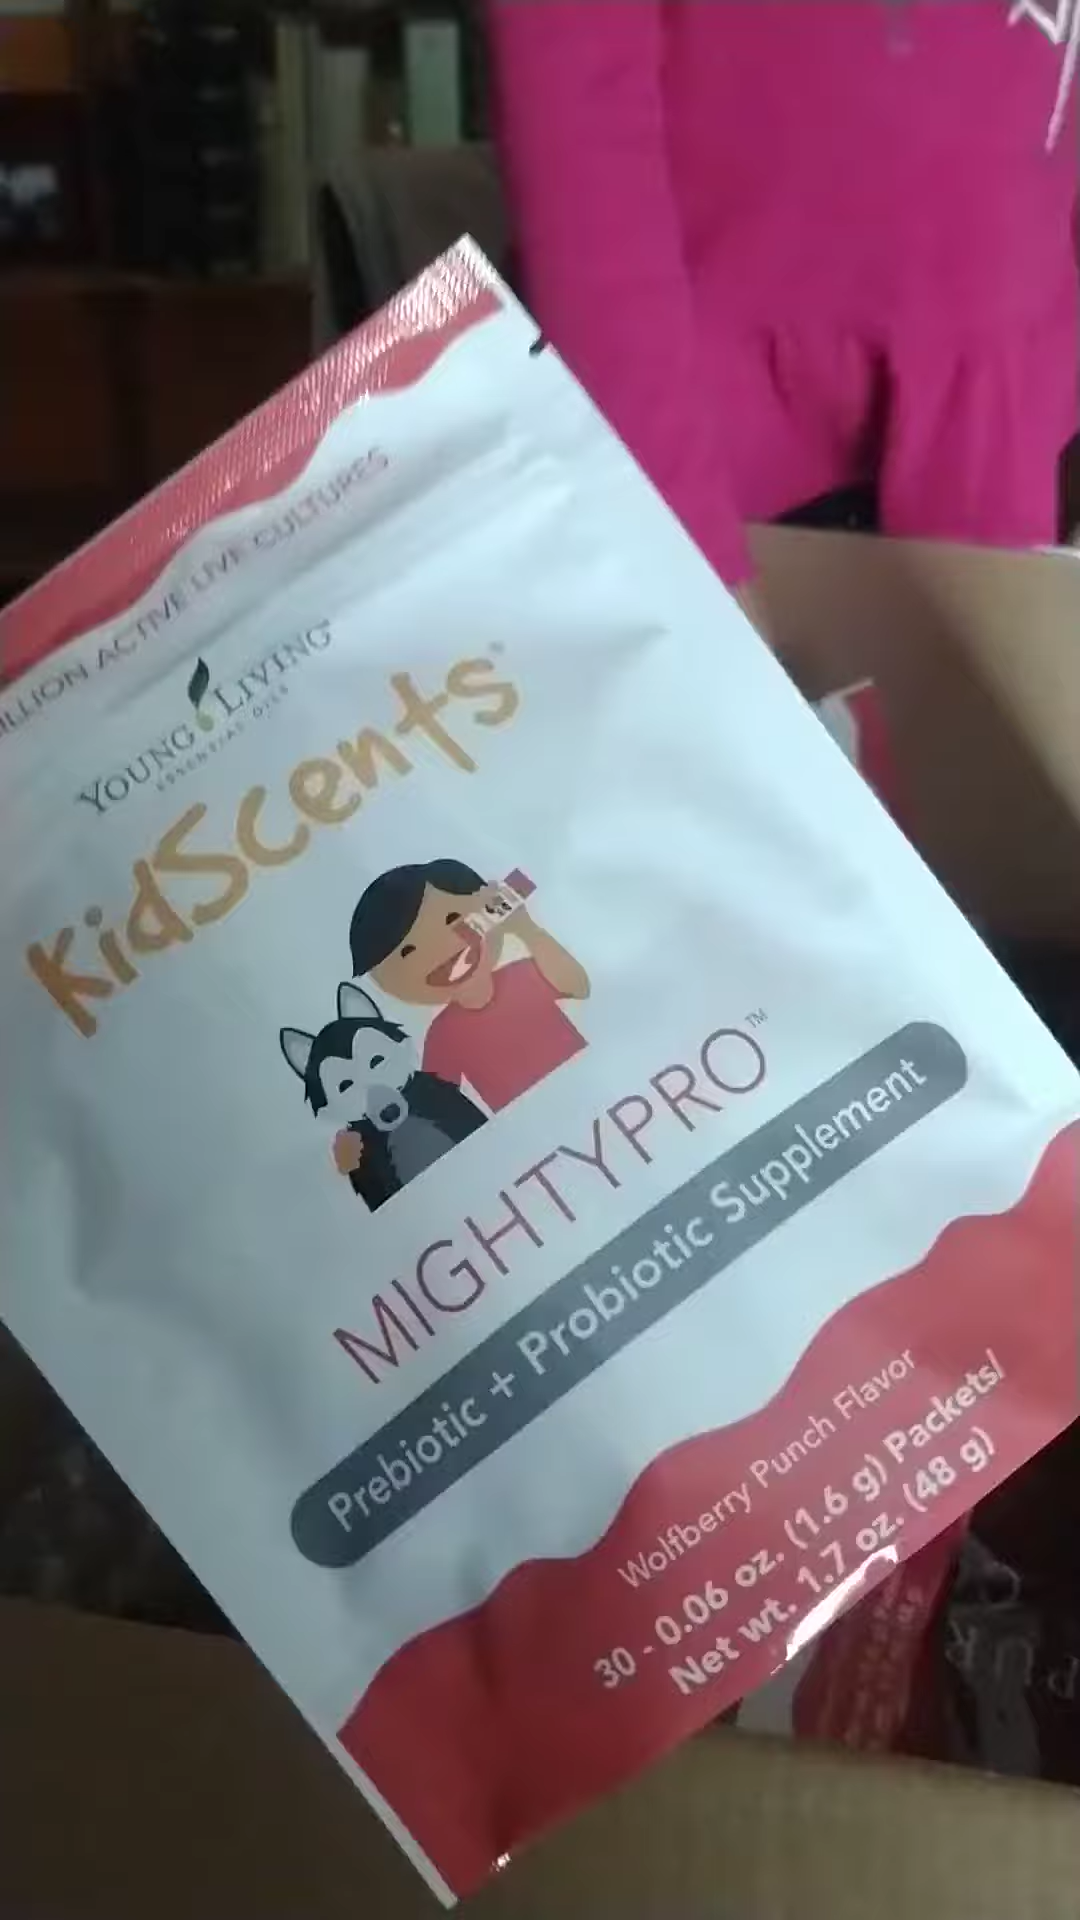 ILLION ACTIVE LIVE CULTURES
YOUNG LIVING
ESSENTIAL OILS
KidScents®
MIGHTYPRO™
Prebiotic + Probiotic Supplement
Wolfberry Punch Flavor
30 - 0.06 oz. (1.6 g) Packets/
Net wt. 1.7 oz. (48 g)